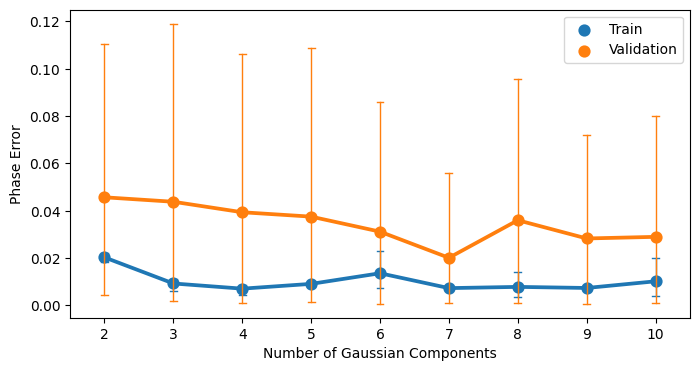 0.12
0.10
0.08
0.06
0.04
0.02
0.00
Phase Error
2 3 4 5 6 7 8 9 10
Number of Gaussian Components
Train
Validation